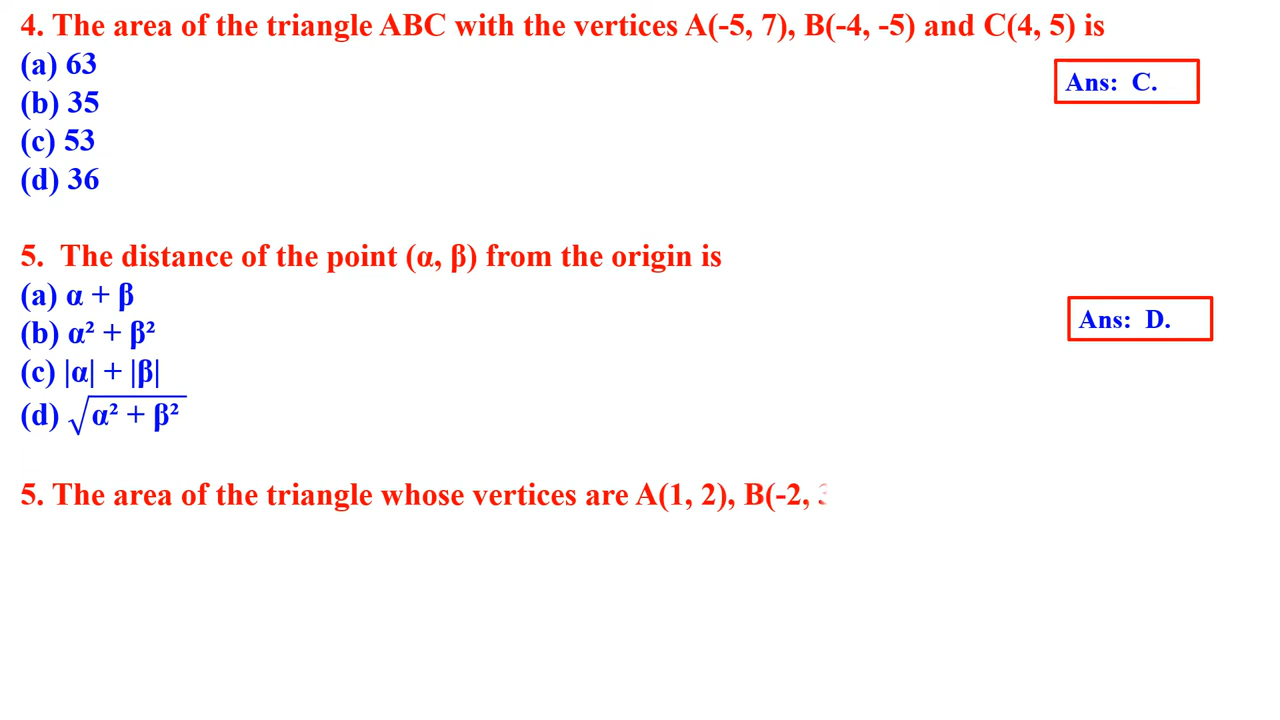 4. The area of the triangle ABC with the vertices A(-5, 7), B(-4, -5) and C(4, 5) is
(a) 63
Ans: C.
(b) 35
(c) 53
(d) 36
5. The distance of the point (α, β) from the origin is
(a) α + β
Ans: D.
(b) α² + β²
(c) |α| + |β|
(d) √(α² + β²)
5. The area of the triangle whose vertices are A(1, 2), B(-2,